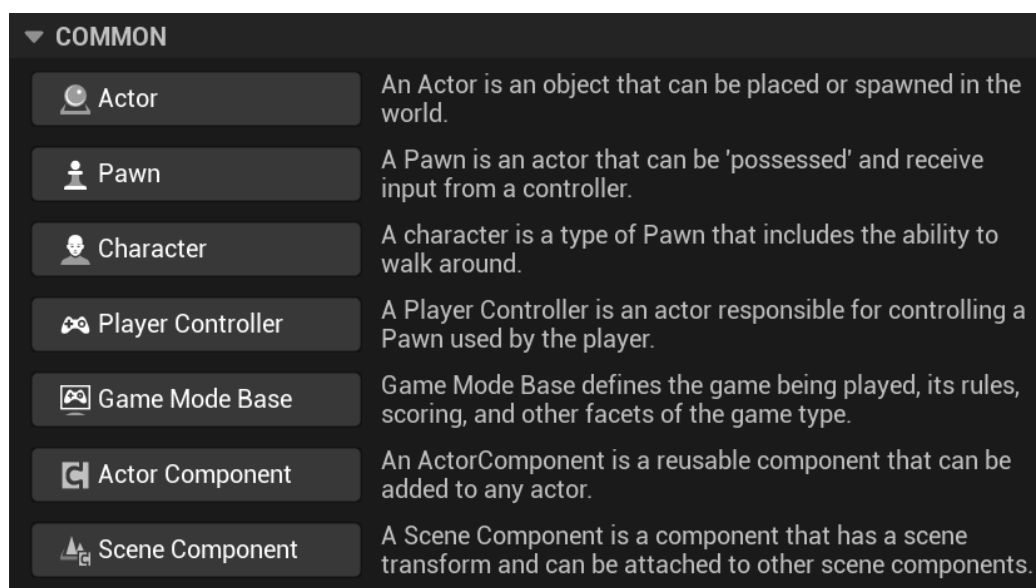 COMMON
Actor
An Actor is an object that can be placed or spawned in the
world.
Pawn
A Pawn is an actor that can be 'possessed' and receive
input from a controller.
Character
A character is a type of Pawn that includes the ability to
walk around.
Player Controller
A Player Controller is an actor responsible for controlling a
Pawn used by the player.
Game Mode Base
Game Mode Base defines the game being played, its rules,
scoring, and other facets of the game type.
Actor Component
An ActorComponent is a reusable component that can be
added to any actor.
Scene Component
A Scene Component is a component that has a scene
transform and can be attached to other scene components.